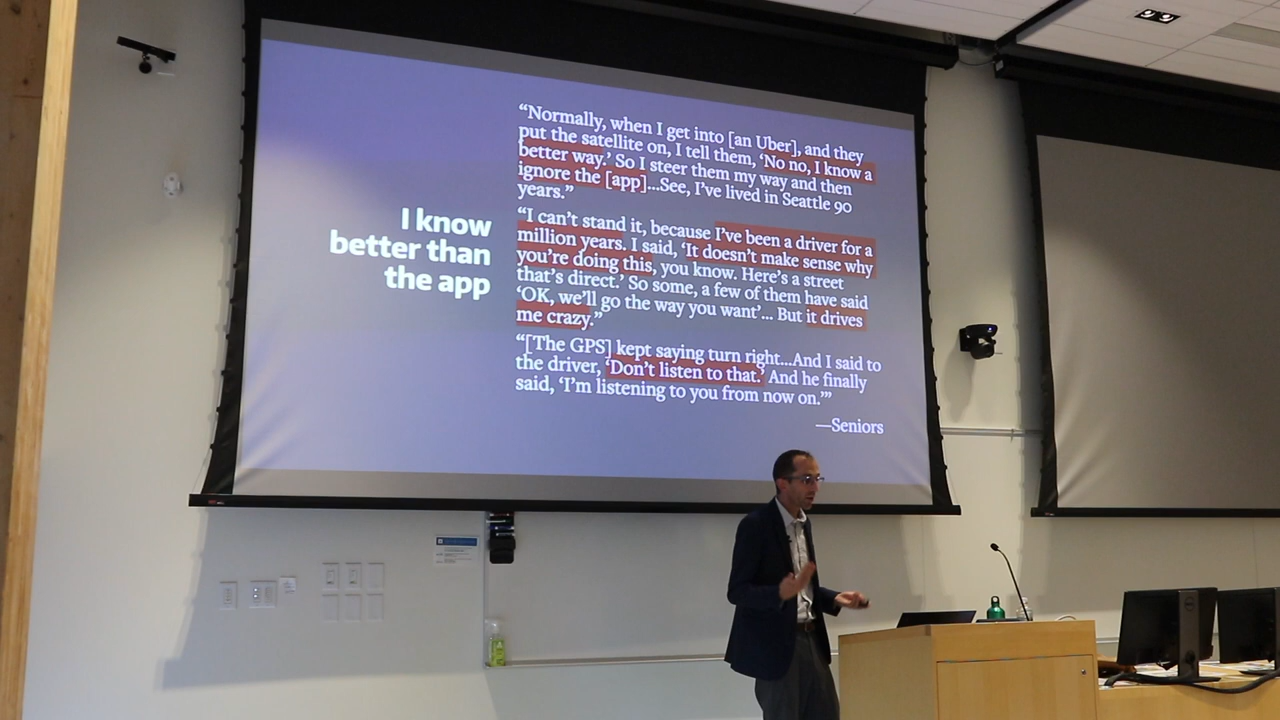 I know
better than
the app
“Normally, when I get into [an Uber], and they
put the satellite on, I tell them, ‘No no, I know a
better way.’ So I steer them my way and then
ignore the [app]...See, I’ve lived in Seattle 90
years.”
“I can’t stand it, because I’ve been a driver for a
million years. I said, ‘It doesn’t make sense why
you’re doing this, you know. Here’s a street
that’s direct.’ So some, a few of them have said
‘OK, we’ll go the way you want’... But it drives
me crazy.”
“[The GPS] kept saying turn right...And I said to
the driver, ‘Don’t listen to that.’ And he finally
said, ‘I’m listening to you from now on.’”
—Seniors